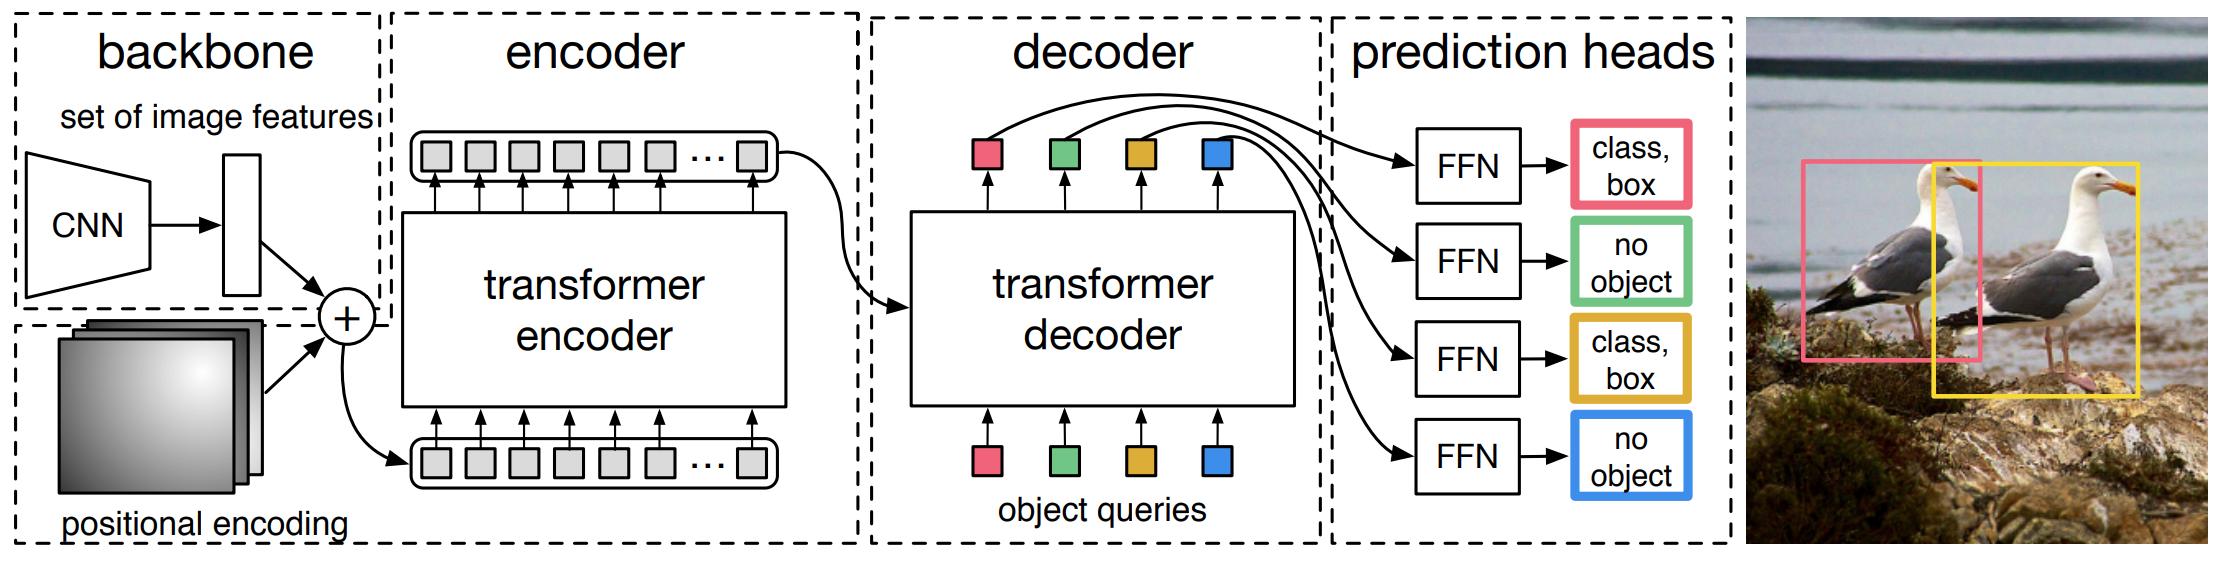 backbone
set of image features
CNN
+
positional encoding
encoder
...
transformer
encoder
...
decoder
transformer
decoder
object queries
prediction heads
FFN
class,
box
FFN
no
object
FFN
class,
box
FFN
no
object